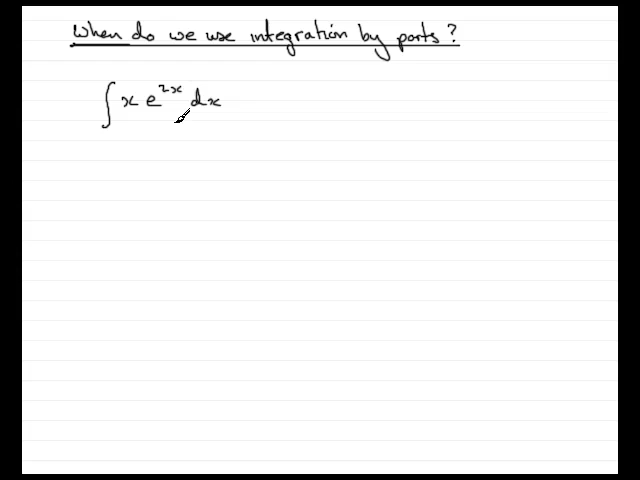 When do we use integration by parts?
∫ x e^{2x} dx